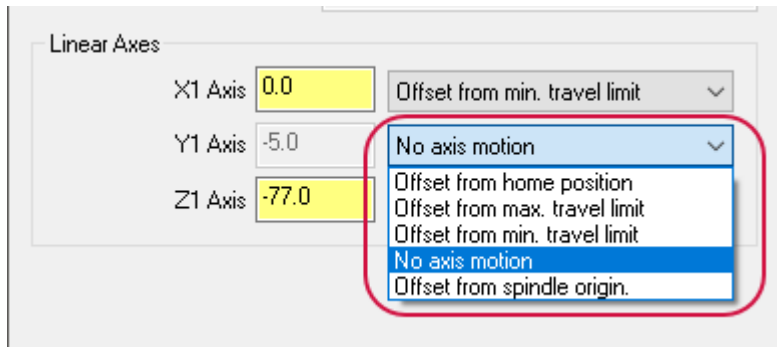 Linear Axes
X1 Axis 0.0 Offset from min. travel limit
Y1 Axis -5.0 No axis motion
Z1 Axis -77.0
Offset from home position
Offset from max. travel limit
Offset from min. travel limit
No axis motion
Offset from spindle origin.